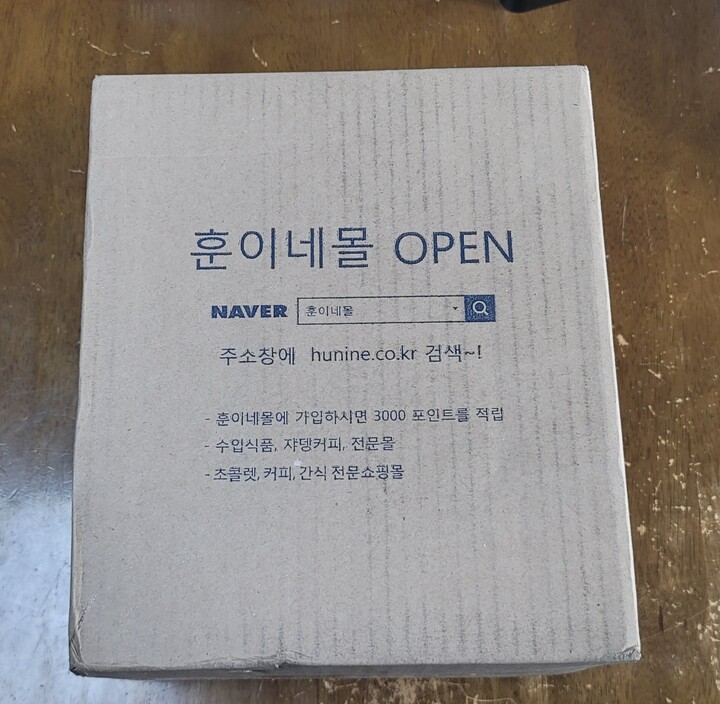 훈이네몰 OPEN
NAVER 훈이네몰
주소창에 hunine.co.kr 검색~!
- 훈이네몰에 가입하시면 3000 포인트를 적립
- 수입식품, 쟈뎅커피, 전문몰
- 초콜렛, 커피, 간식 전문쇼핑몰